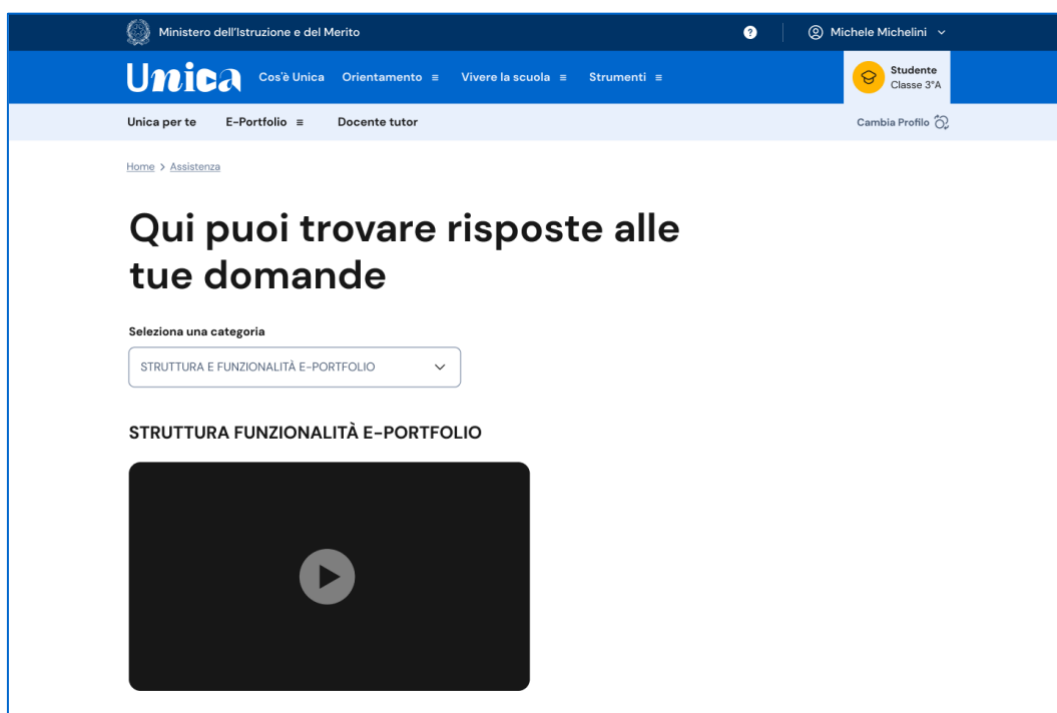 Ministero dell'Istruzione e del Merito
? Michele Michelini
Unica Cos'è Unica Orientamento Vivere la scuola Strumenti
Studente
Classe 3°A
Unica per te E-Portfolio Docente tutor Cambia Profilo
Home > Assistenza
Qui puoi trovare risposte alle
tue domande
Seleziona una categoria
STRUTTURA E FUNZIONALITÀ E-PORTFOLIO
STRUTTURA FUNZIONALITÀ E-PORTFOLIO